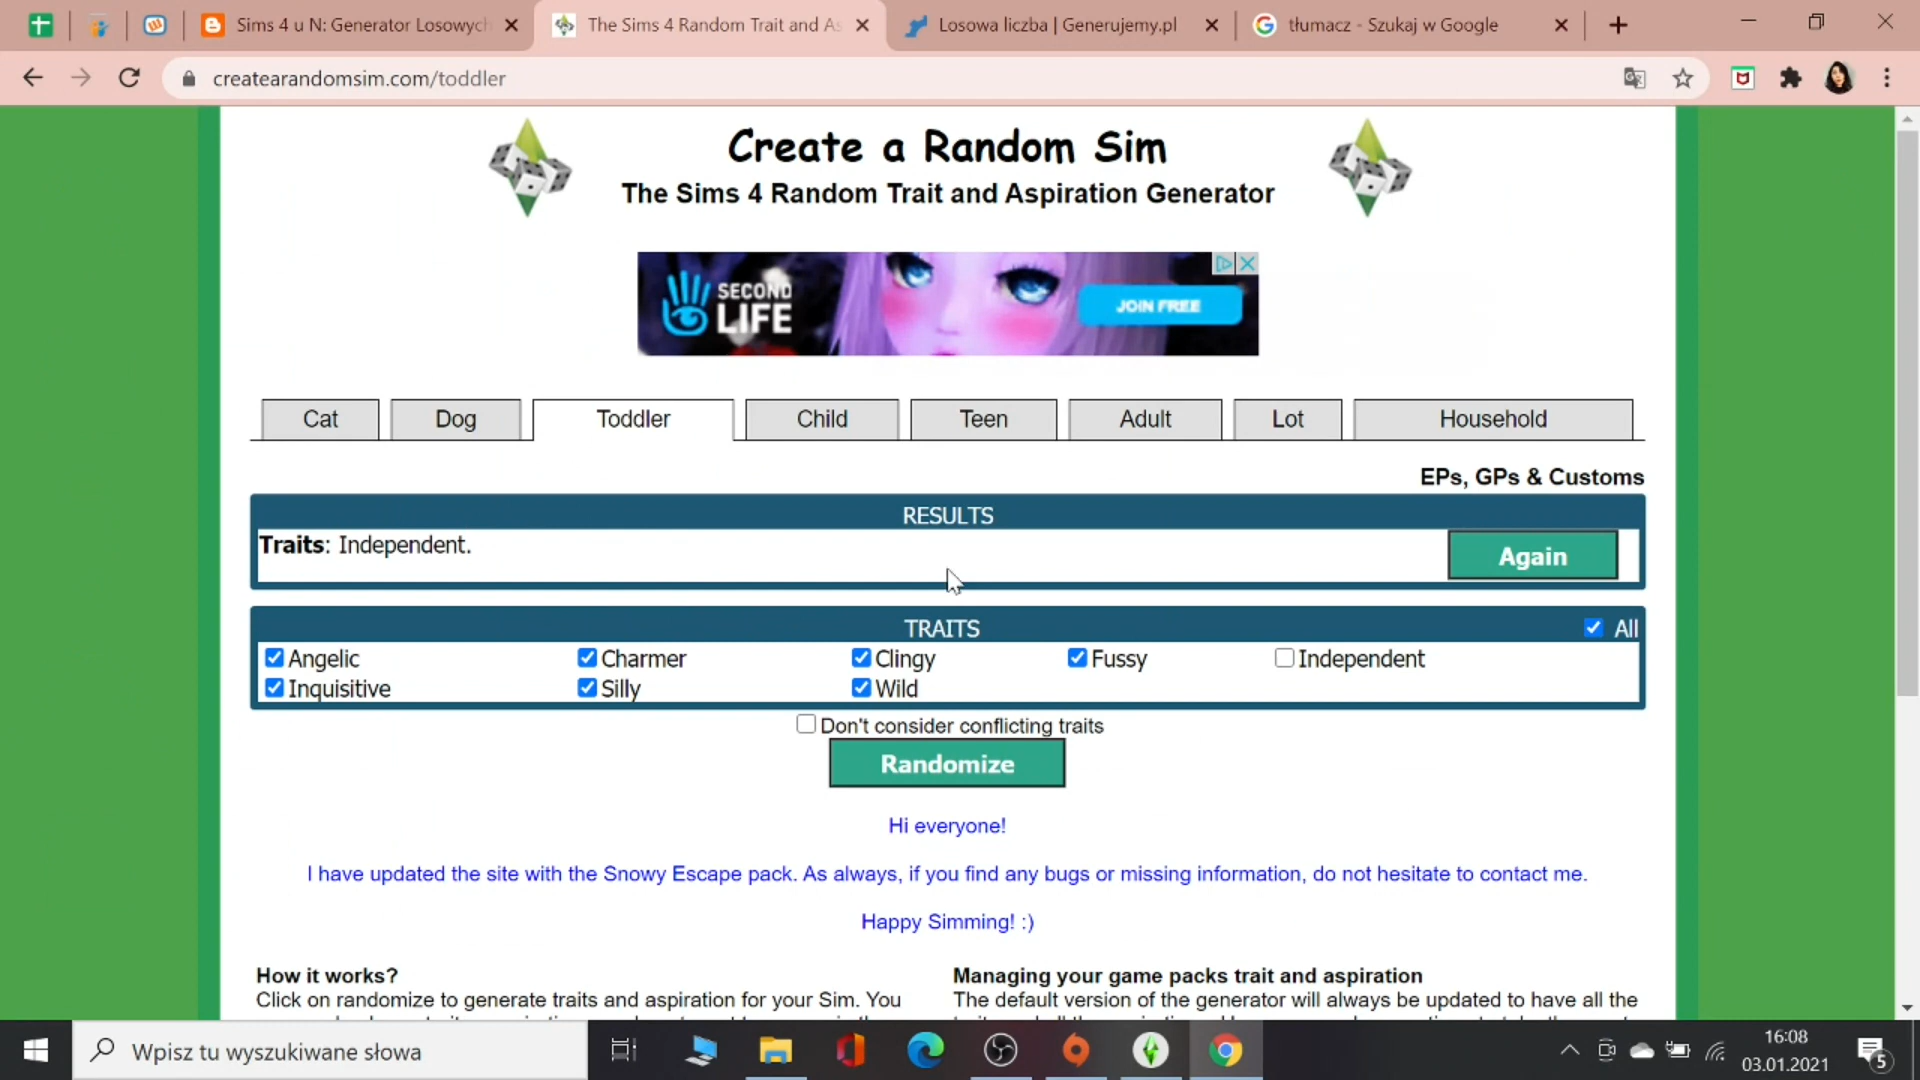 Sims 4 u N: Generator Losowych
The Sims 4 Random Trait and As
Losowa liczba | Generujemy.pl
tłumacz - Szukaj w Google
createarandomsim.com/toddler
Create a Random Sim
The Sims 4 Random Trait and Aspiration Generator
SECOND
LIFE
JOIN FREE
Cat
Dog
Toddler
Child
Teen
Adult
Lot
Household
EPs, GPs & Customs
RESULTS
Traits: Independent.
Again
TRAITS
All
Angelic
Charmer
Clingy
Fussy
Independent
Inquisitive
Silly
Wild
Don't consider conflicting traits
Randomize
Hi everyone!
I have updated the site with the Snowy Escape pack. As always, if you find any bugs or missing information, do not hesitate to contact me.
Happy Simming! :)
How it works?
Click on randomize to generate traits and aspiration for your Sim. You
Managing your game packs trait and aspiration
The default version of the generator will always be updated to have all the
Wpisz tu wyszukiwane słowa
16:08
03.01.2021
5